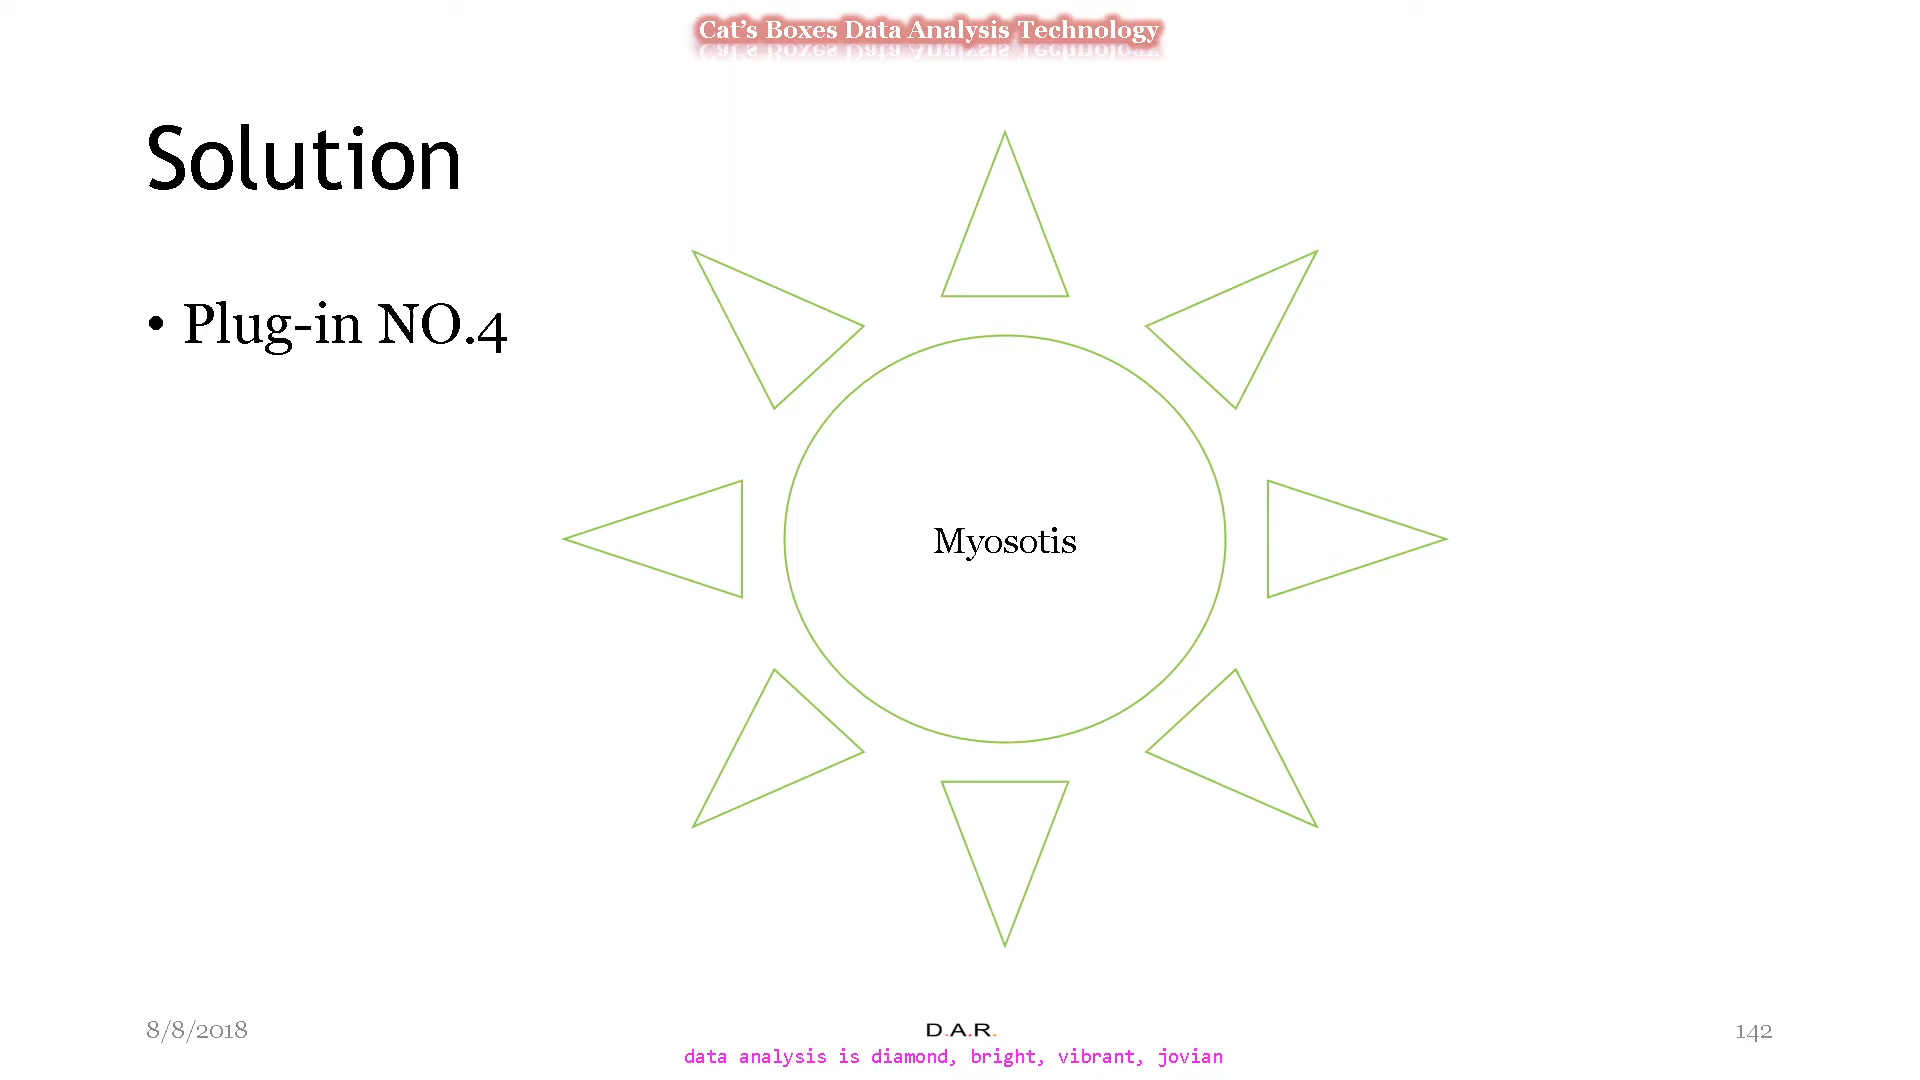 Cat's Boxes Data Analysis Technology
Solution
• Plug-in NO.4
Myosotis
8/8/2018
D.A.R.
142
data analysis is diamond, bright, vibrant, jovian